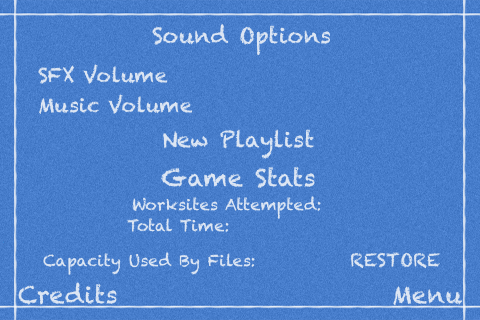 Sound Options
SFX Volume
Music Volume
New Playlist
Game Stats
Worksites Attempted:
Total Time:
Capacity Used By Files: RESTORE
Credits Menu